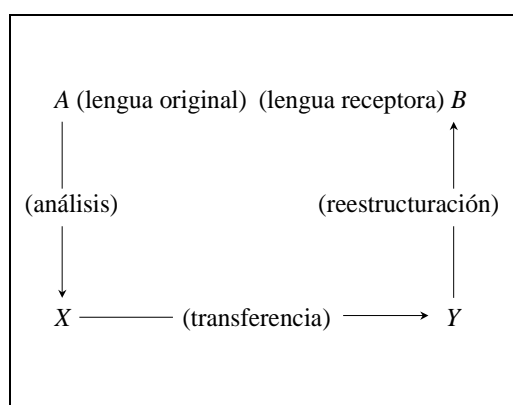 A (lengua original) (lengua receptora) B
(análisis) (reestructuración)
X (transferencia) Y